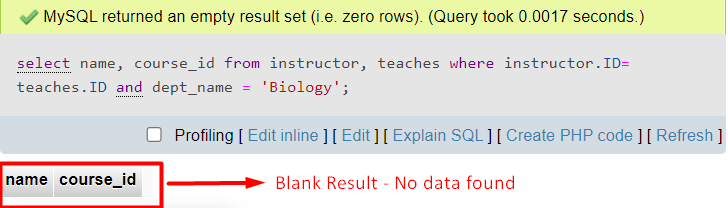 MySQL returned an empty result set (i.e. zero rows). (Query took 0.0017 seconds.)
select name, course_id from instructor, teaches where instructor.ID=
teaches.ID and dept_name = 'Biology';
Profiling [ Edit inline ] [ Edit ] [ Explain SQL ] [ Create PHP code ] [ Refresh ]
name course_id Blank Result - No data found